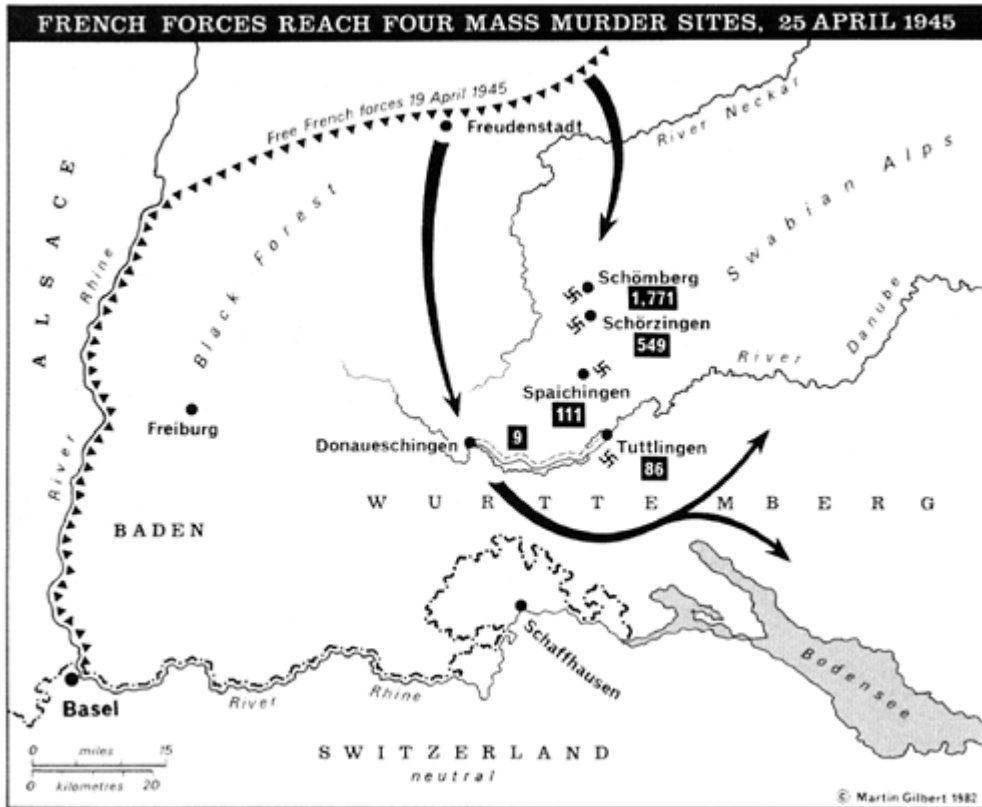 FRENCH FORCES REACH FOUR MASS MURDER SITES, 25 APRIL 1945
Free French forces 19 April 1945
Freudenstadt
River Neckar
ALSACE
River Rhine
Black Forest
Swabian Alps
Schömberg
1,771
Schörzingen
549
River Danube
Spaichingen
111
Freiburg
Donaueschingen
9
Tuttlingen
86
WURTTEMBERG
BADEN
Schaffhausen
Bodensee
Basel
River Rhine
0 miles 15
0 kilometres 20
SWITZERLAND
neutral
© Martin Gilbert 1982